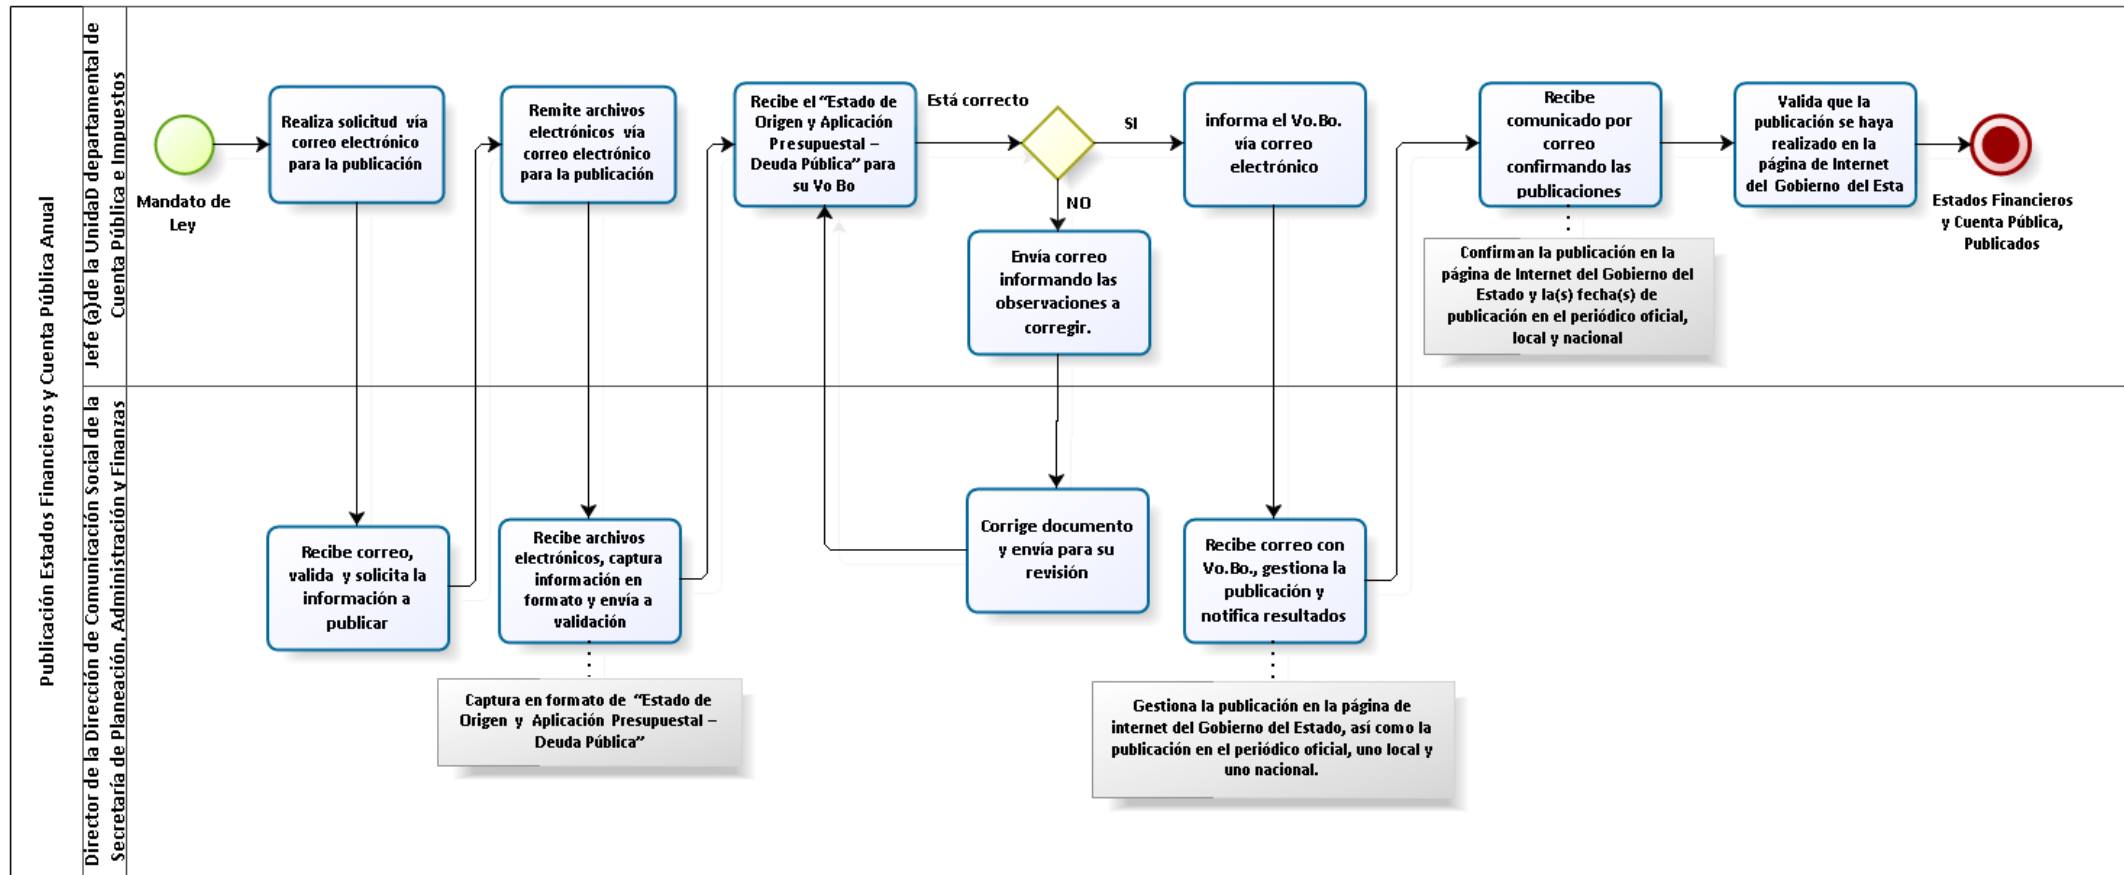 Publicación Estados Financieros y Cuenta Pública Anual
Jefe (a)de la UnidaD departamental de
Cuenta Pública e Impuestos
Mandato de
Ley
Realiza solicitud vía
correo electrónico
para la publicación
Remite archivos
electrónicos vía
correo electrónico
para la publicación
Recibe el “Estado de
Origen y Aplicación
Presupuestal –
Deuda Pública” para
su Vo Bo
Está correcto
SI
NO
informa el Vo.Bo.
vía correo
electrónico
Recibe
comunicado por
correo
confirmando las
publicaciones
Valida que la
publicación se haya
realizado en la
página de Internet
del Gobierno del Esta
Estados Financieros
y Cuenta Pública,
Publicados
Envía correo
informando las
observaciones a
corregir.
Confirman la publicación en la
página de Internet del Gobierno del
Estado y la(s) fecha(s) de
publicación en el periódico oficial,
local y nacional
Director de la Dirección de Comunicación Social de la
Secretaría de Planeación, Administración y Finanzas
Recibe correo,
valida y solicita la
información a
publicar
Recibe archivos
electrónicos, captura
información en
formato y envía a
validación
Corrige documento
y envía para su
revisión
Recibe correo con
Vo.Bo., gestiona la
publicación y
notifica resultados
Captura en formato de “Estado de
Origen y Aplicación Presupuestal –
Deuda Pública”
Gestiona la publicación en la página de
internet del Gobierno del Estado, así como la
publicación en el periódico oficial, uno local y
uno nacional.